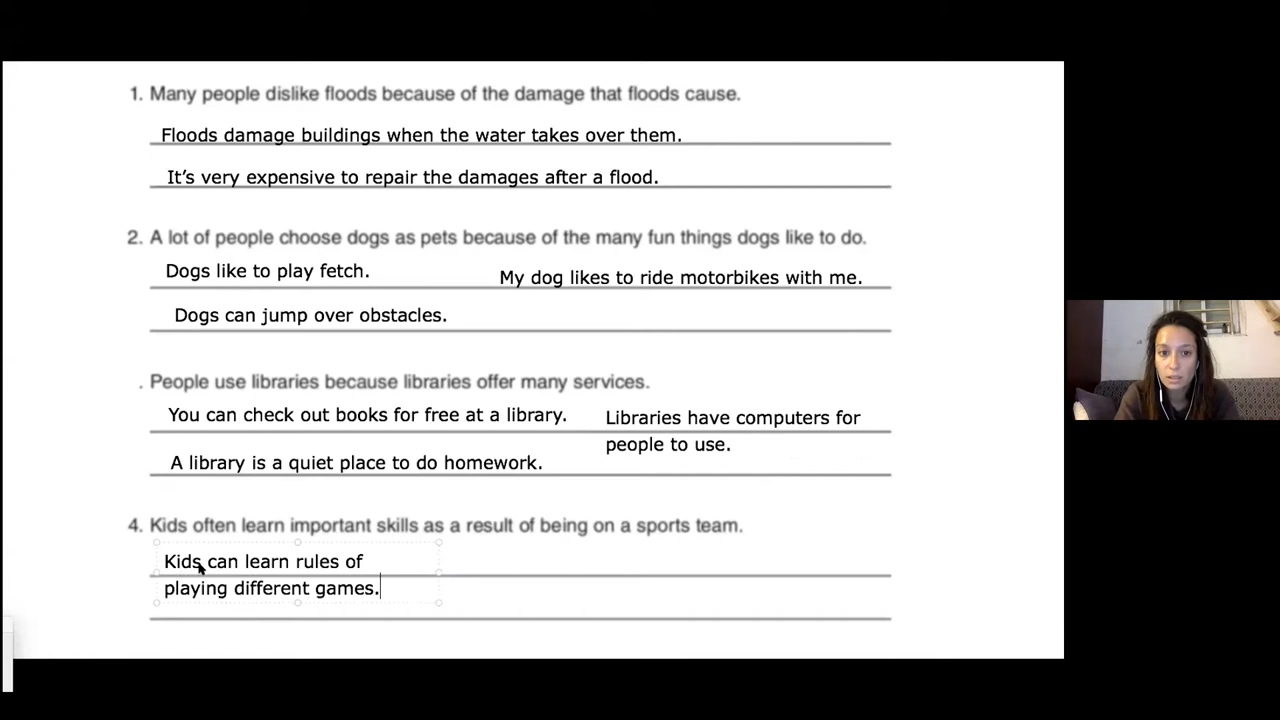 1. Many people dislike floods because of the damage that floods cause.
Floods damage buildings when the water takes over them.
It's very expensive to repair the damages after a flood.
2. A lot of people choose dogs as pets because of the many fun things dogs like to do.
Dogs like to play fetch.
My dog likes to ride motorbikes with me.
Dogs can jump over obstacles.
. People use libraries because libraries offer many services.
You can check out books for free at a library.
Libraries have computers for
people to use.
A library is a quiet place to do homework.
4. Kids often learn important skills as a result of being on a sports team.
Kids can learn rules of
playing different games.